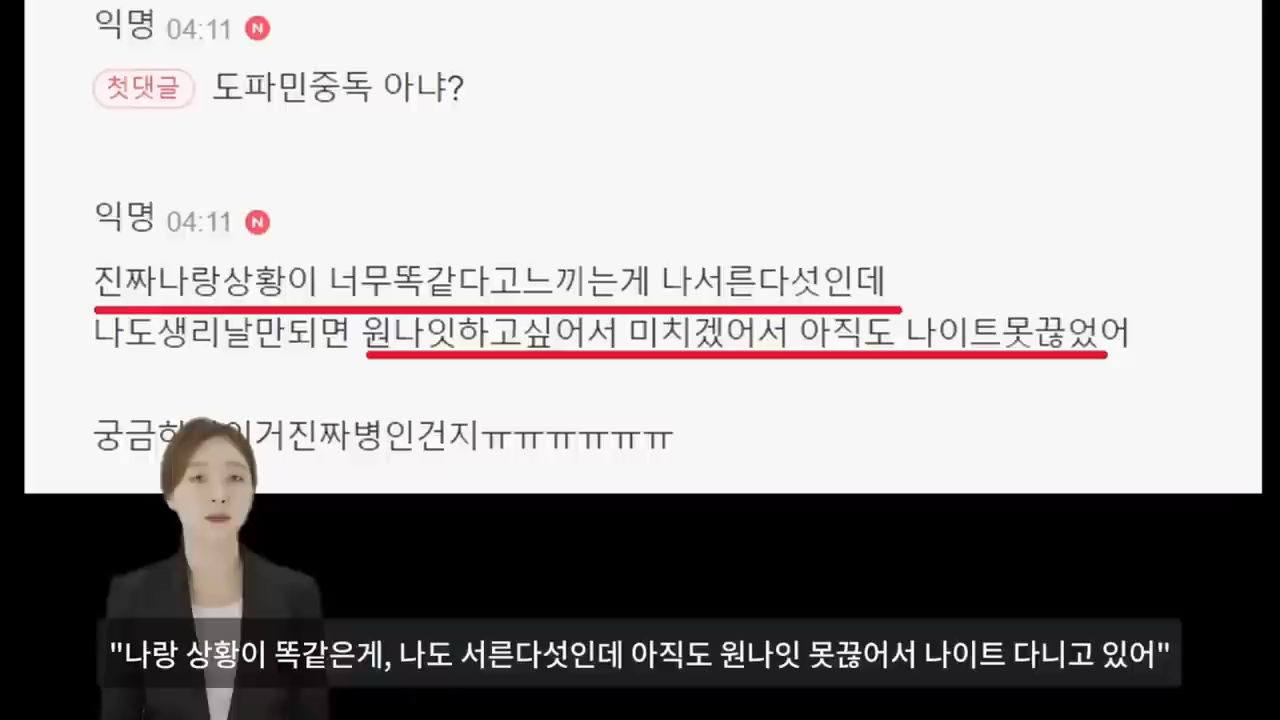 익명 04:11 N
첫댓글 도파민중독 아냐?
익명 04:11 N
진짜나랑상황이 너무똑같다고느끼는게 나서른다섯인데
나도생리날만되면 원나잇하고싶어서 미치겠어서 아직도 나이트못끊었어
이거진짜병인건지ㅠㅠㅠㅠㅠㅠ
"나랑 상황이 똑같은게, 나도 서른다섯인데 아직도 원나잇 못끊어서 나이트 다니고 있어"